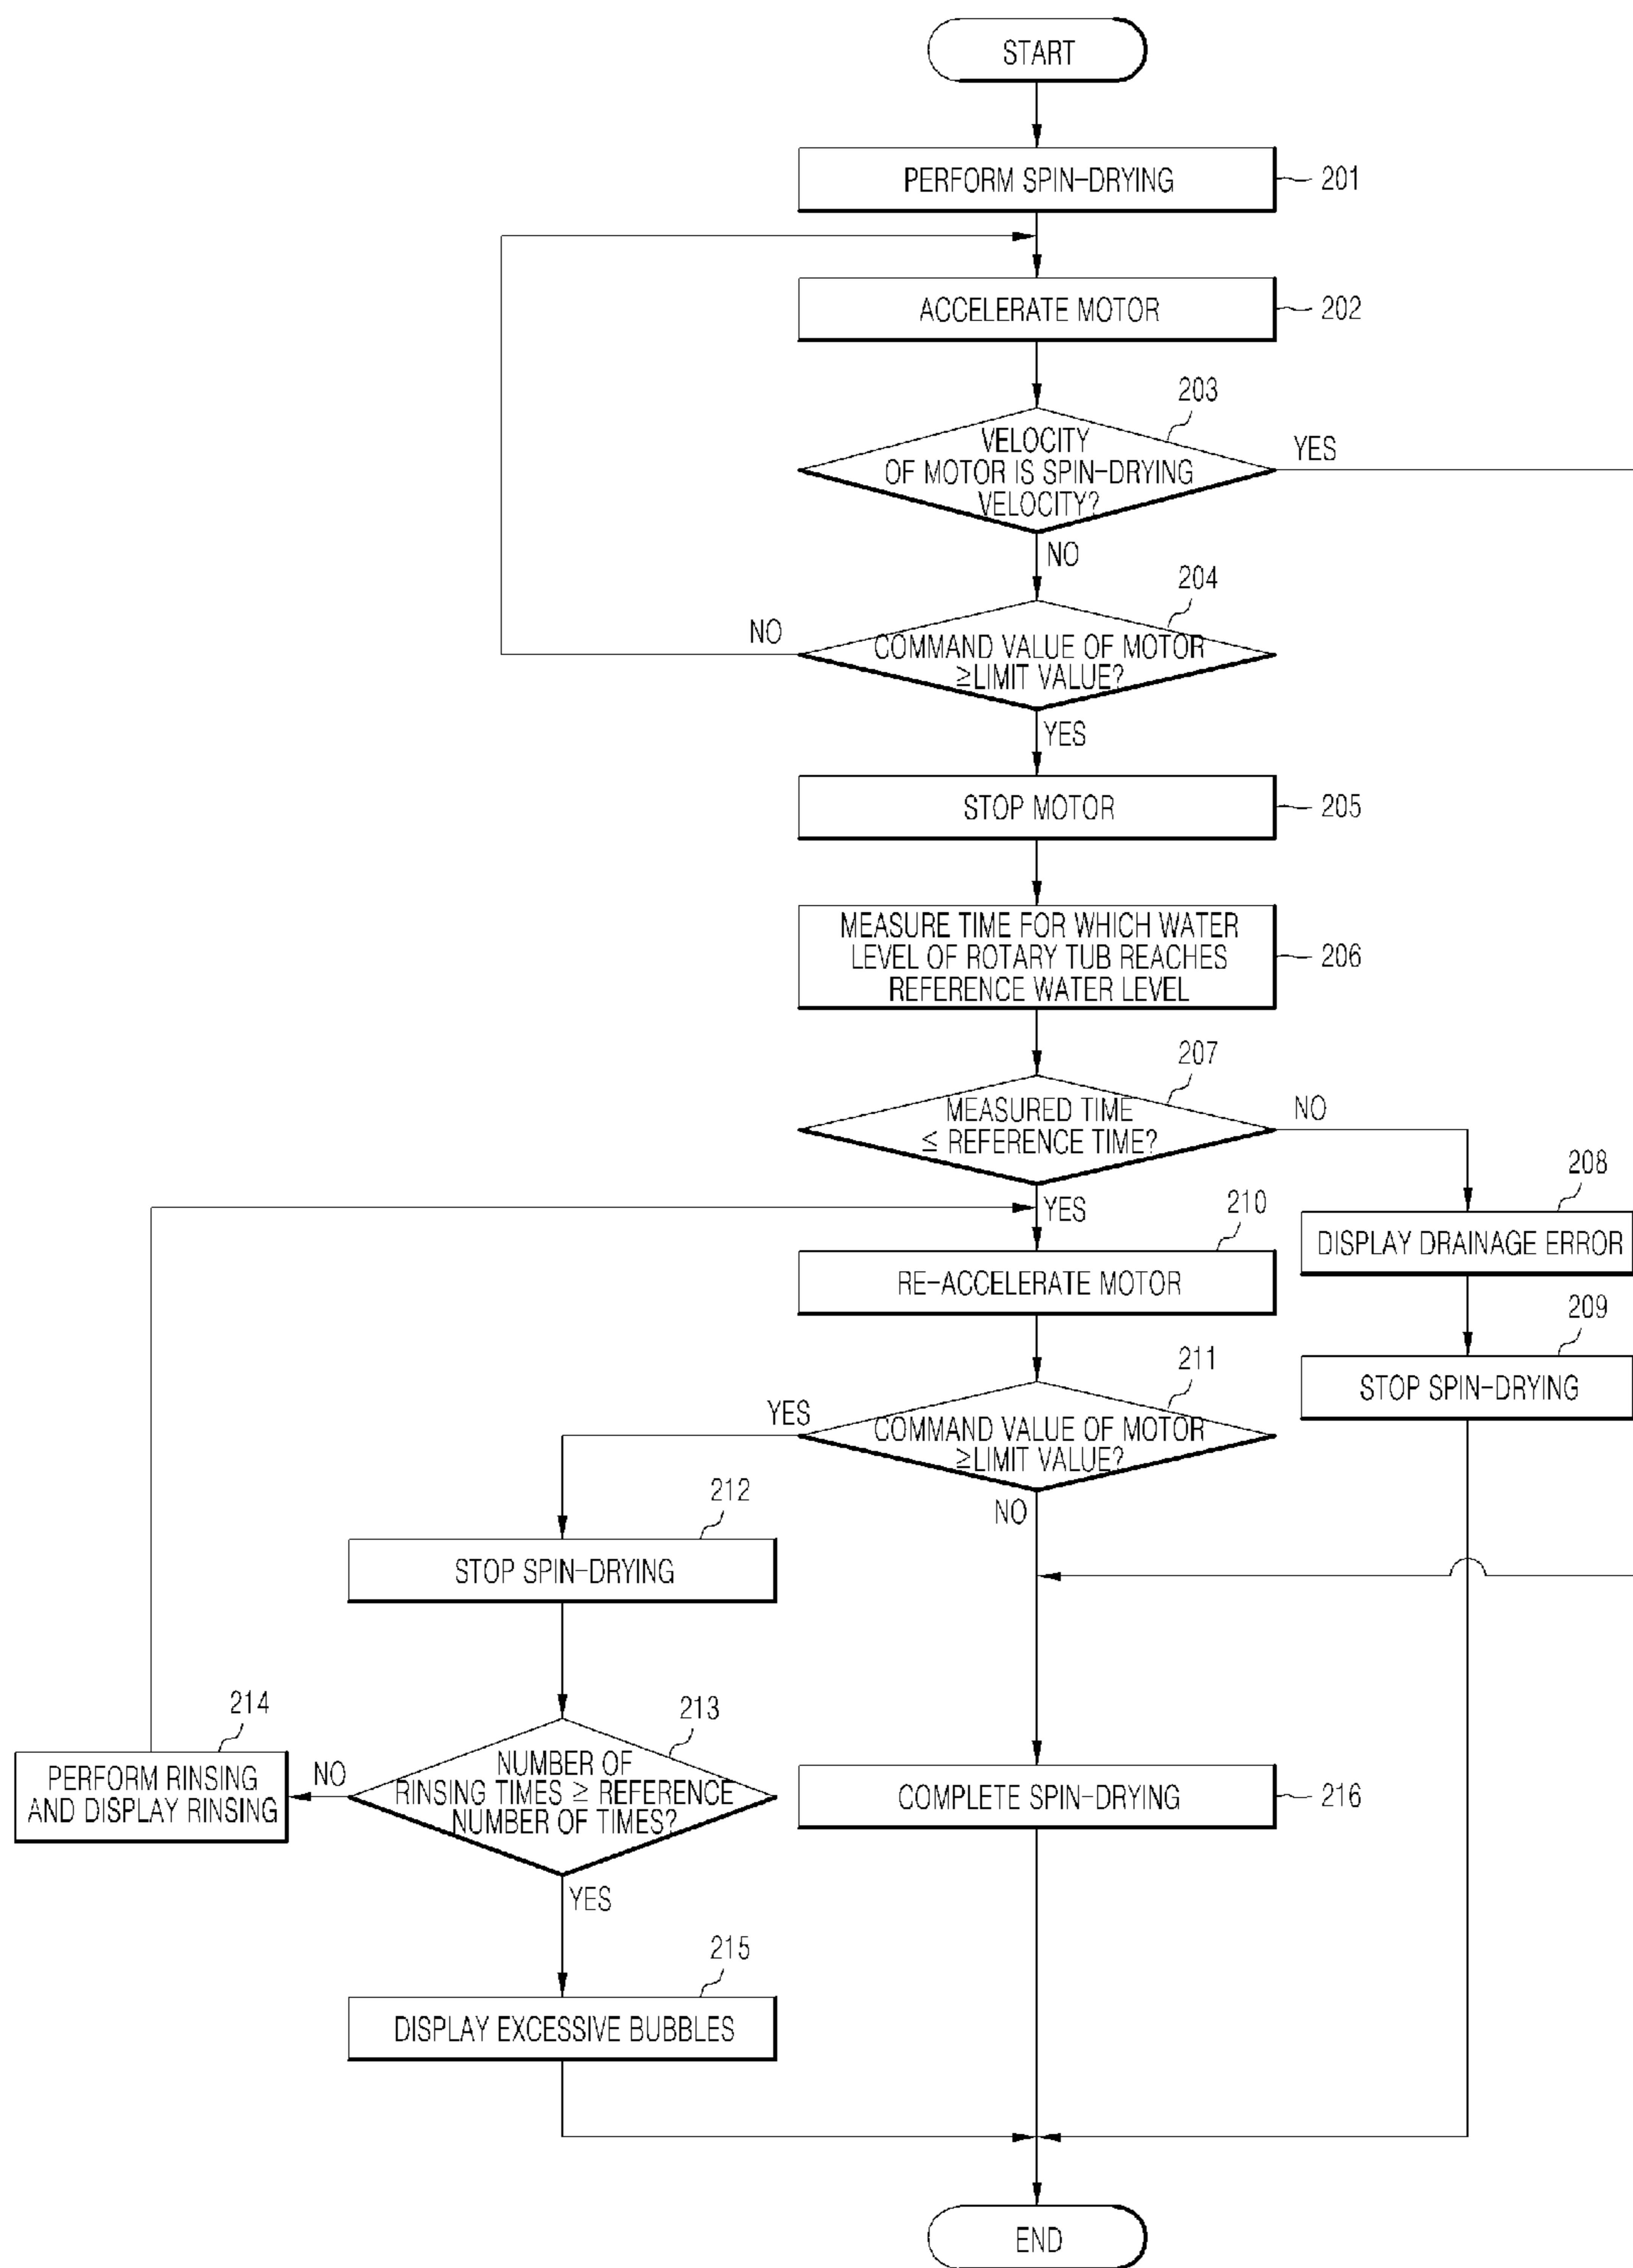 START
PERFORM SPIN-DRYING
201
ACCELERATE MOTOR
202
203
VELOCITY
OF MOTOR IS SPIN-DRYING
VELOCITY?
YES
NO
204
NO
COMMAND VALUE OF MOTOR
≥LIMIT VALUE?
YES
STOP MOTOR
205
MEASURE TIME FOR WHICH WATER
LEVEL OF ROTARY TUB REACHES
REFERENCE WATER LEVEL
206
207
MEASURED TIME
≤ REFERENCE TIME?
NO
YES
208
DISPLAY DRAINAGE ERROR
209
STOP SPIN-DRYING
210
RE-ACCELERATE MOTOR
211
YES
COMMAND VALUE OF MOTOR
≥LIMIT VALUE?
NO
212
STOP SPIN-DRYING
213
NUMBER OF
RINSING TIMES ≥ REFERENCE
NUMBER OF TIMES?
NO
214
PERFORM RINSING
AND DISPLAY RINSING
YES
215
DISPLAY EXCESSIVE BUBBLES
COMPLETE SPIN-DRYING
216
END